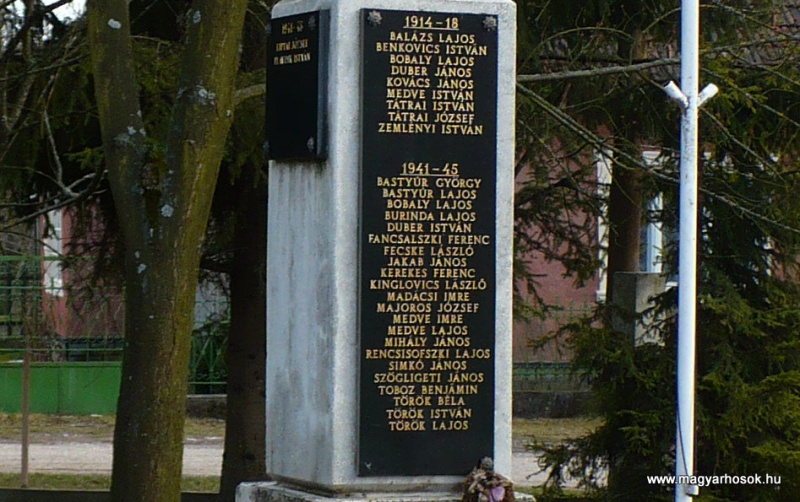 1914-18
BALÁZS LAJOS
BENKOVICS ISTVÁN
BOBALY LAJOS
DUBER JÁNOS
KOVÁCS JÁNOS
MEDVE ISTVÁN
TÁTRAI ISTVÁN
TÁTRAI JÓZSEF
ZEMLÉNYI ISTVÁN
1941-45
BASTYÚR GYÖRGY
BASTYÚR LAJOS
BOBALY LAJOS
BURINDA LAJOS
DUBER ISTVÁN
FANCSALSZKI FERENC
FECSKE LÁSZLÓ
JAKAB JÁNOS
KEREKES FERENC
KINGLOVICS LÁSZLÓ
MADÁCSI IMRE
MAJOROS JÓZSEF
MEDVE IMRE
MEDVE LAJOS
MIHÁLY JÁNOS
RENCSISOFSZKI LAJOS
SIMKÓ JÁNOS
SZÖGLIGETI JÁNOS
TOBOZ BENJÁMIN
TÖRÖK BÉLA
TÖRÖK ISTVÁN
TÖRÖK LAJOS
ISTVÁN
www.magyarhosok.hu